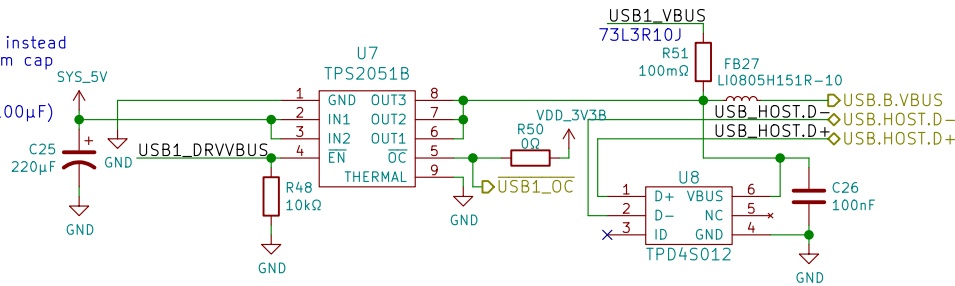 instead
m cap
00µF)
SYS_5V
C25
220µF
GND
GND
USB1_DRVVBUS
R48
10kΩ
GND
U7
TPS2051B
1 GND OUT3 8
2 IN1 OUT2 7
3 IN2 OUT1 6
4 EN OC 5
THERMAL 9
GND
USB1_OC
R50
0Ω
VDD_3V3B
USB1_VBUS
73L3R10J
R51
100mΩ
FB27
LI0805H151R-10
USB.B.VBUS
USB_HOST.D- USB.HOST.D-
USB_HOST.D+ USB.HOST.D+
U8
1 D+ VBUS 6
2 D- NC 5
3 ID GND 4
TPD4S012
C26
100nF
GND